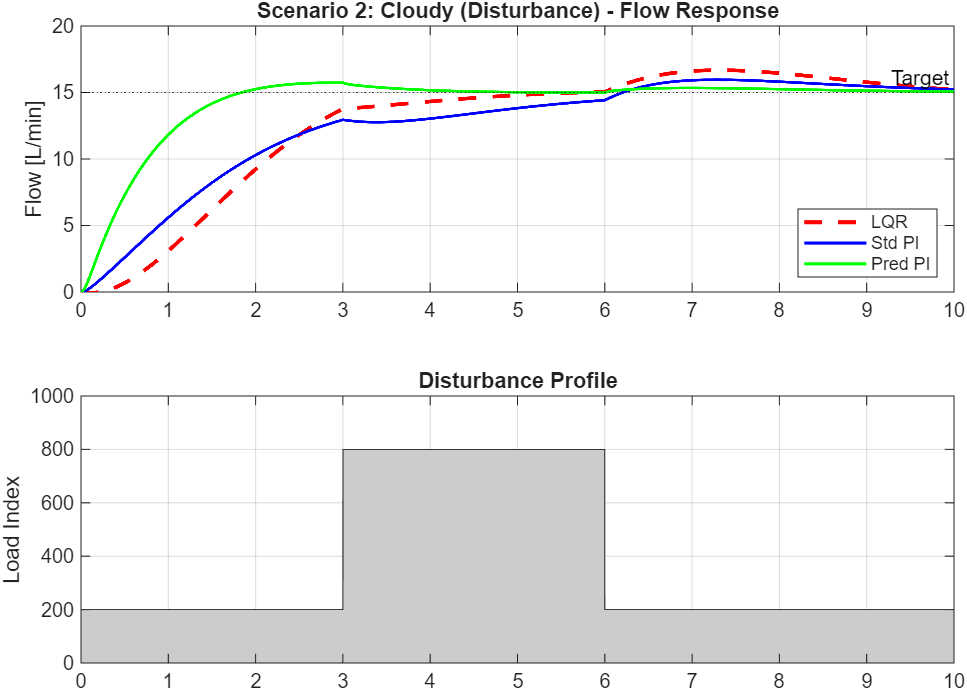 Scenario 2: Cloudy (Disturbance) - Flow Response
20
15
10
5
0
Flow [L/min]
Target
LQR
Std PI
Pred PI
0 1 2 3 4 5 6 7 8 9 10
Disturbance Profile
1000
800
600
400
200
0
Load Index
0 1 2 3 4 5 6 7 8 9 10